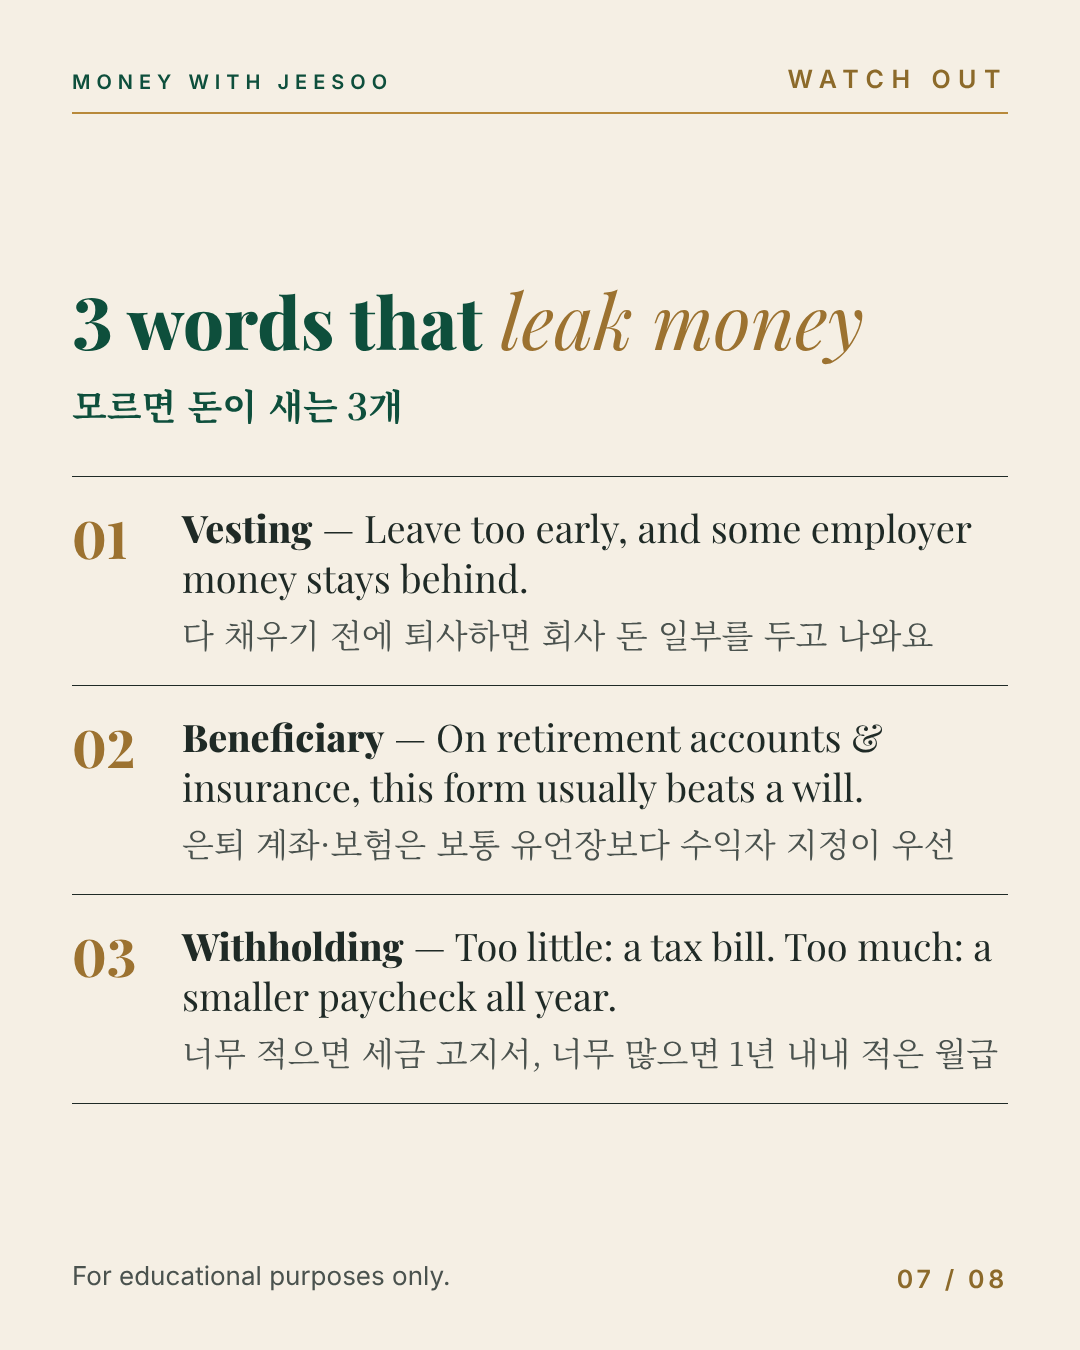 MONEY WITH JEESOO
WATCH OUT
3 words that leak money
모르면 돈이 새는 3개
01
Vesting — Leave too early, and some employer
money stays behind.
다 채우기 전에 퇴사하면 회사 돈 일부를 두고 나와요
02
Beneficiary — On retirement accounts &
insurance, this form usually beats a will.
은퇴 계좌·보험은 보통 유언장보다 수익자 지정이 우선
03
Withholding — Too little: a tax bill. Too much: a
smaller paycheck all year.
너무 적으면 세금 고지서, 너무 많으면 1년 내내 적은 월급
For educational purposes only.
07 / 08